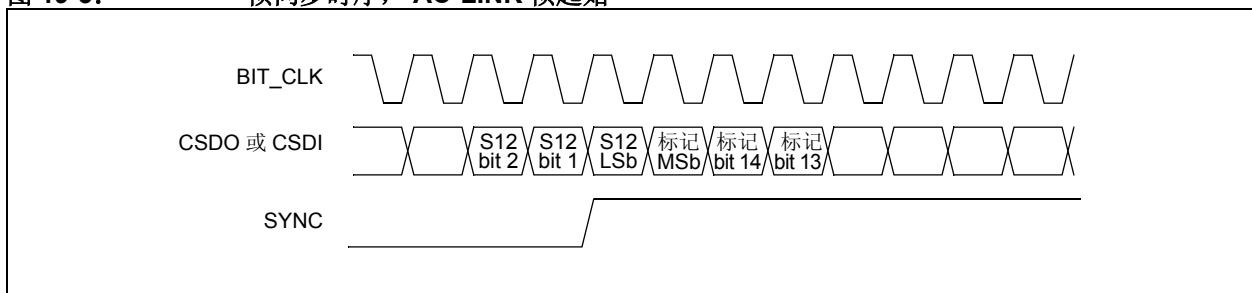 BIT_CLK
CSDO 或 CSDI
S12 bit 2
S12 bit 1
S12 LSb
标记 MSb
标记 bit 14
标记 bit 13
SYNC